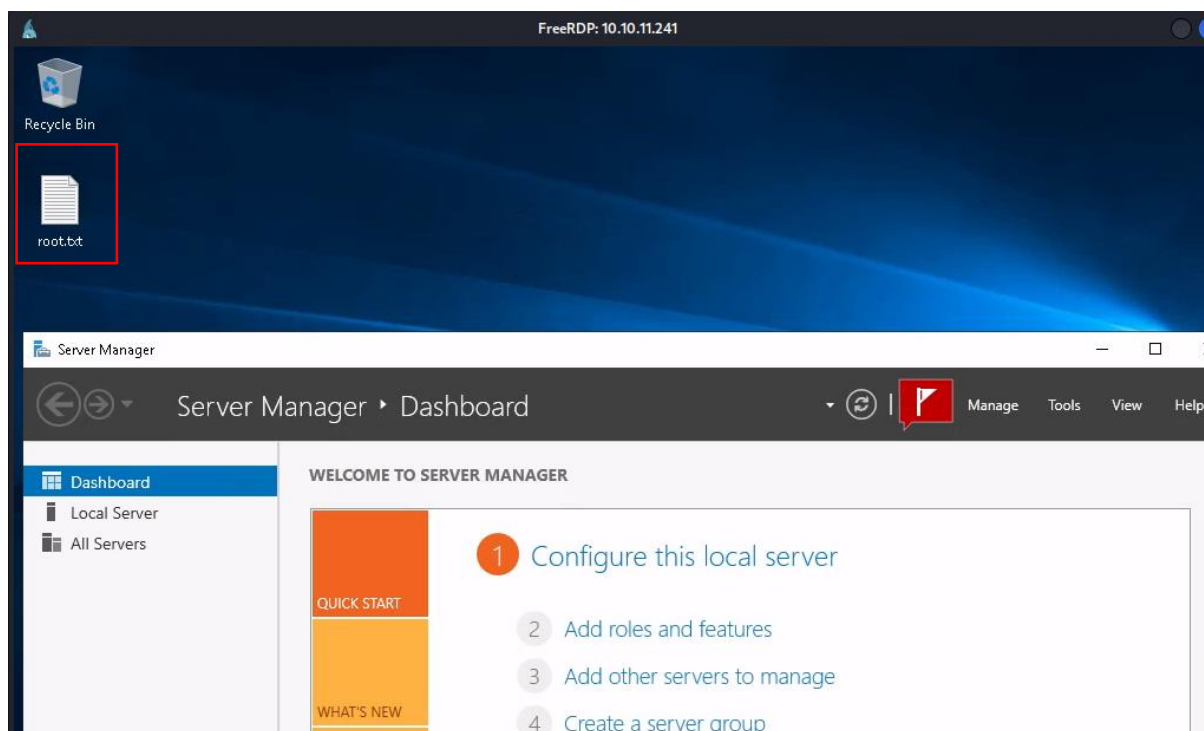 FreeRDP: 10.10.11.241
Recycle Bin
root.txt
Server Manager
Server Manager ‣ Dashboard
Manage Tools View Help
Dashboard
Local Server
All Servers
WELCOME TO SERVER MANAGER
QUICK START
1 Configure this local server
2 Add roles and features
3 Add other servers to manage
WHAT'S NEW
4 Create a server group